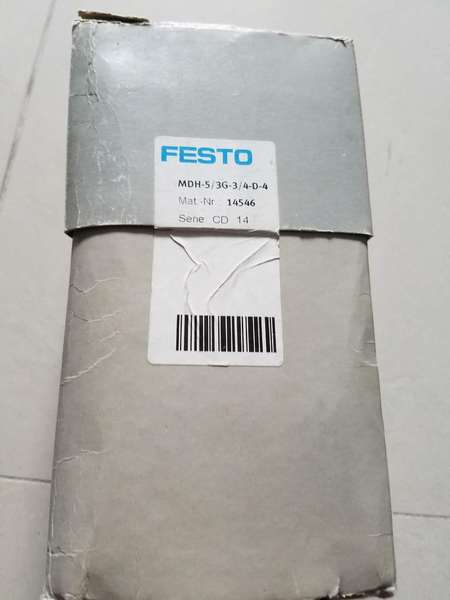 FESTO
MDH-5/3G-3/4-D-4
Mat.-Nr.: 14546
Serie: CD 14